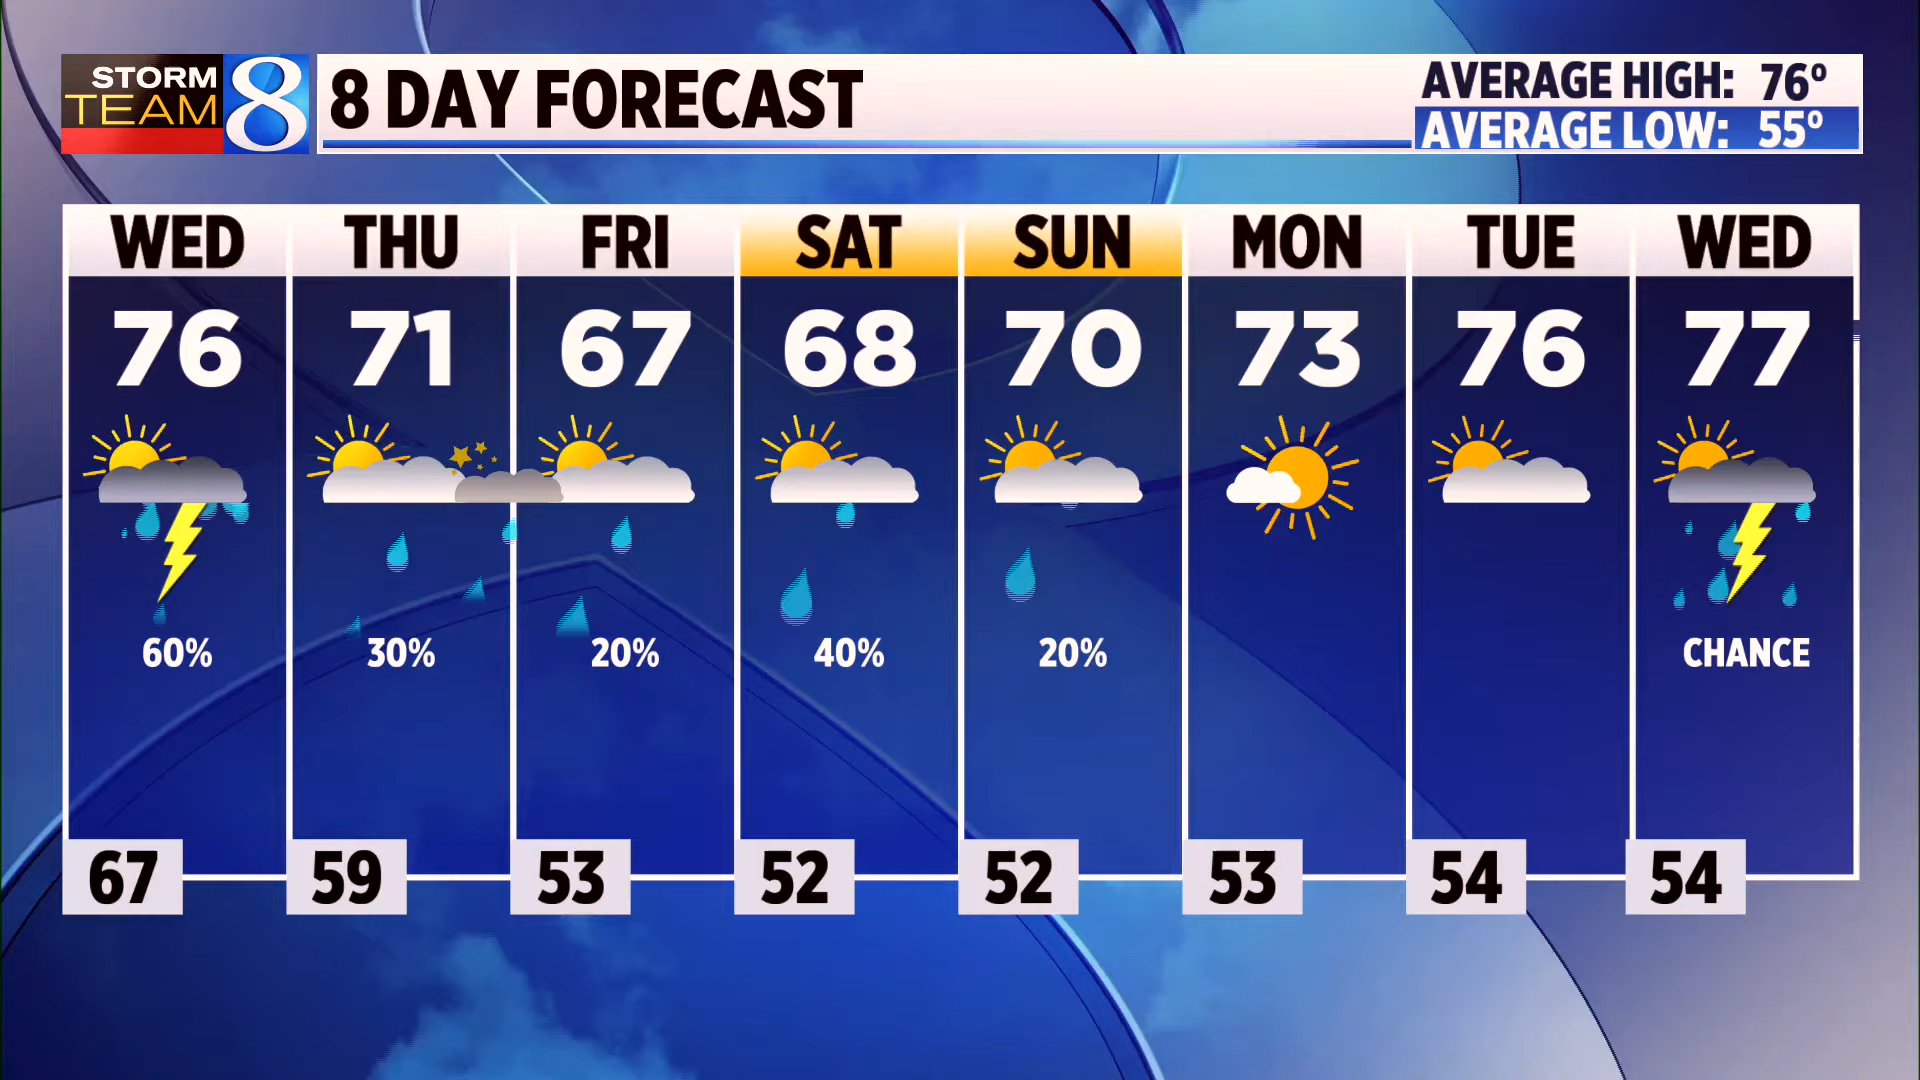 STORM
TEAM 8
8 DAY FORECAST
AVERAGE HIGH: 76°
AVERAGE LOW: 55°
WED THU FRI SAT SUN MON TUE WED
76 71 67 68 70 73 76 77
60% 30% 20% 40% 20% CHANCE
67 59 53 52 52 53 54 54